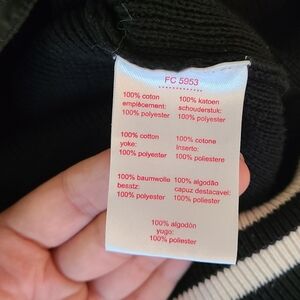 FC 5953
100% coton
empiècement:
100% polyester
100% katoen
schouderstuk:
100% polyester
100% cotton
yoke:
100% polyester
100% cotone
Inserto:
100% poliestere
100% baumwolle
besatz:
100% polyester
100% algodão
capuz destacavel:
100% poliester
100% algodón
yugo:
100% poliester